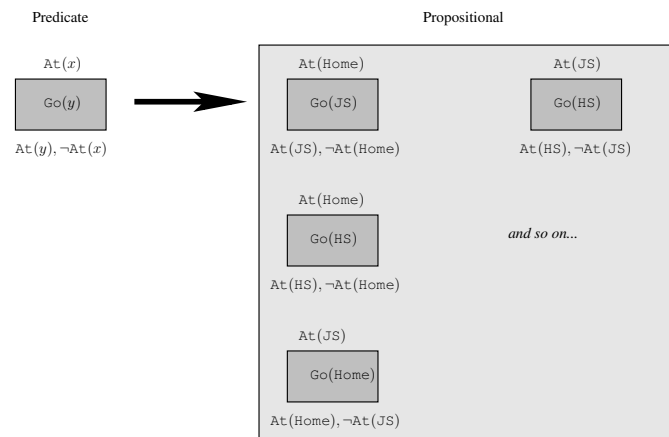 Predicate
Propositional
At(x)
Go(y)
At(y), ¬At(x)
At(Home)
Go(JS)
At(JS), ¬At(Home)
At(JS)
Go(HS)
At(HS), ¬At(JS)
At(Home)
Go(HS)
At(HS), ¬At(Home)
and so on...
At(JS)
Go(Home)
At(Home), ¬At(JS)